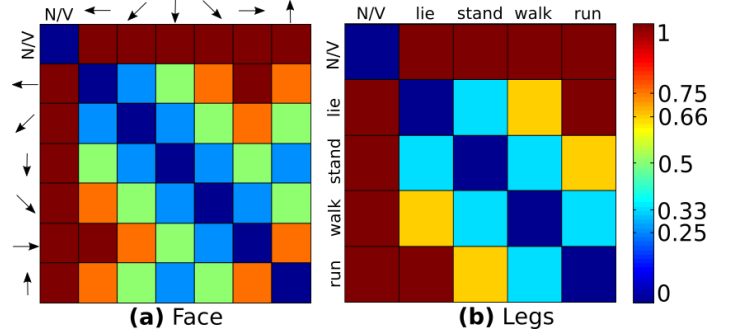 N/V
N/V
(a) Face
N/V lie stand walk run
N/V
lie
stand
walk
run
(b) Legs
1
0.75
0.66
0.5
0.33
0.25
0